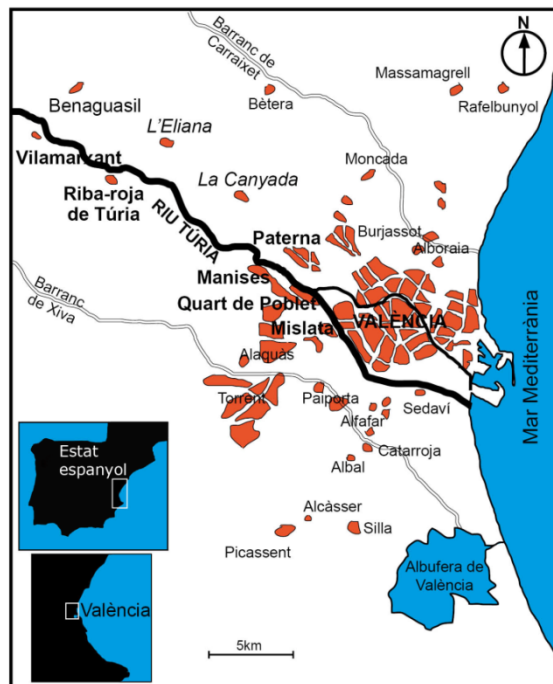 Barranc de
Carraixet
N
Massamagrell
Benaguasil
Bètera
Rafelbunyol
L'Eliana
Vilamarxant
Moncada
Riba-roja
de Túria
La Canyada
RIU TÚRIA
Paterna
Burjassot
Alboraia
Barranc
de Xiva
Manises
Quart de Poblet
VALÈNCIA
Mislata
Mar Mediterrània
Alaquàs
Torrent
Paiporta
Sedaví
Alfafar
Catarroja
Albal
Estat
espanyol
Alcàsser
Silla
Picassent
Albufera de
València
València
5km